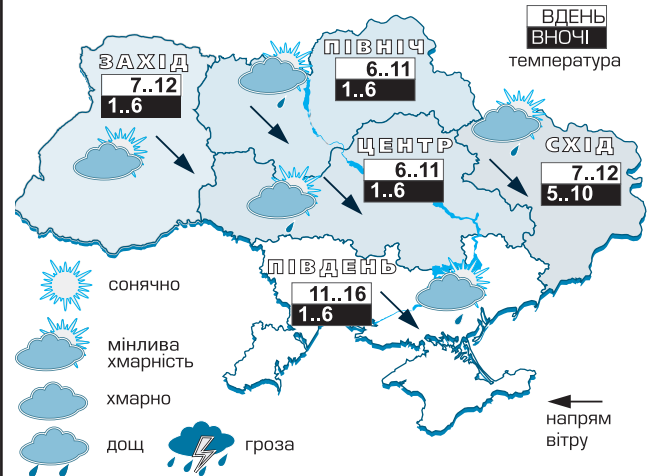 ВДЕНЬ
ВНОЧІ
температура
ПІВНІЧ
6..11
1..6
ЗАХІД
7..12
1..6
ЦЕНТР
6..11
1..6
СХІД
7..12
5..10
ПІВДЕНЬ
11..16
1..6
сонячно
мінлива
хмарність
хмарно
дощ
гроза
напрям
вітру